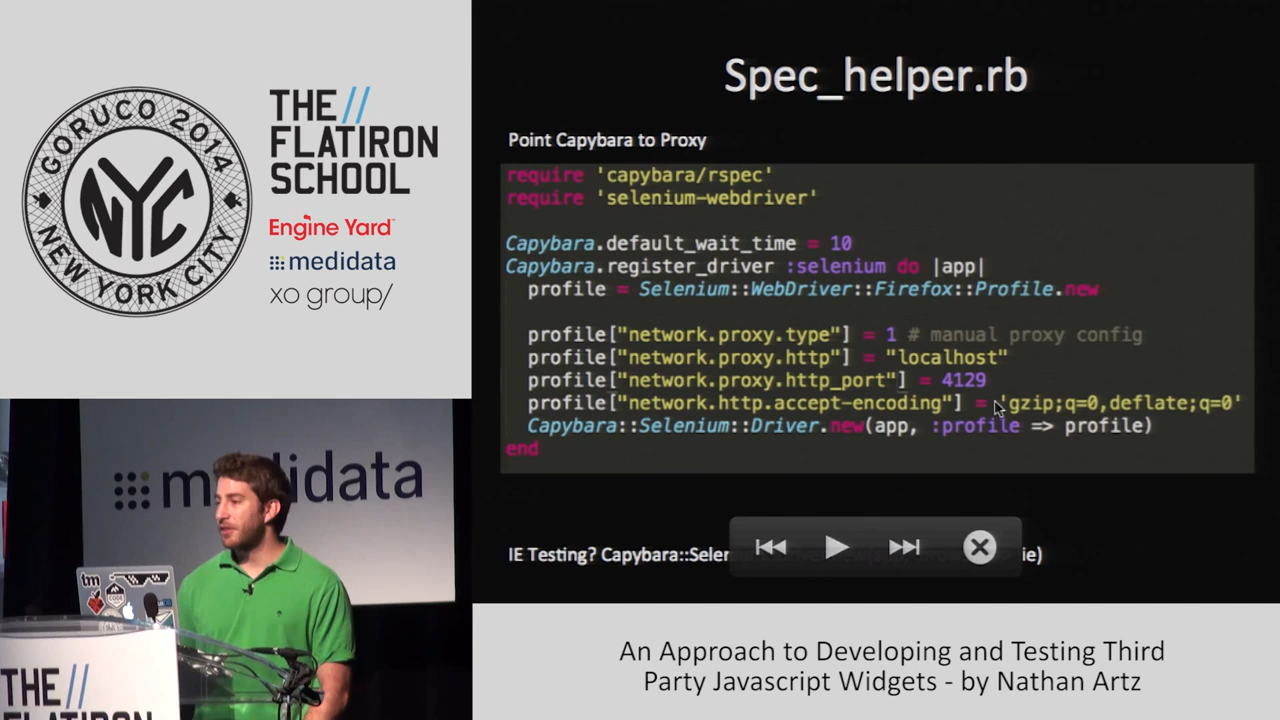 GORUCO 2014
NYC
NEW YORK CITY
THE//
FLATIRON
SCHOOL
Engine Yard
medidata
xo group/
Spec_helper.rb
Point Capybara to Proxy
require 'capybara/rspec'
require 'selenium-webdriver'
Capybara.default_wait_time = 10
Capybara.register_driver :selenium do |app|
profile = Selenium::WebDriver::Firefox::Profile.new
profile["network.proxy.type"] = 1 # manual proxy config
profile["network.proxy.http"] = "localhost"
profile["network.proxy.http_port"] = 4129
profile["network.http.accept-encoding"] = 'gzip;q=0,deflate;q=0'
Capybara::Selenium::Driver.new(app, :profile => profile)
end
IE Testing? ie)
medidata
tm
CODE
THE//
FLATIRON
An Approach to Developing and Testing Third
Party Javascript Widgets - by Nathan Artz